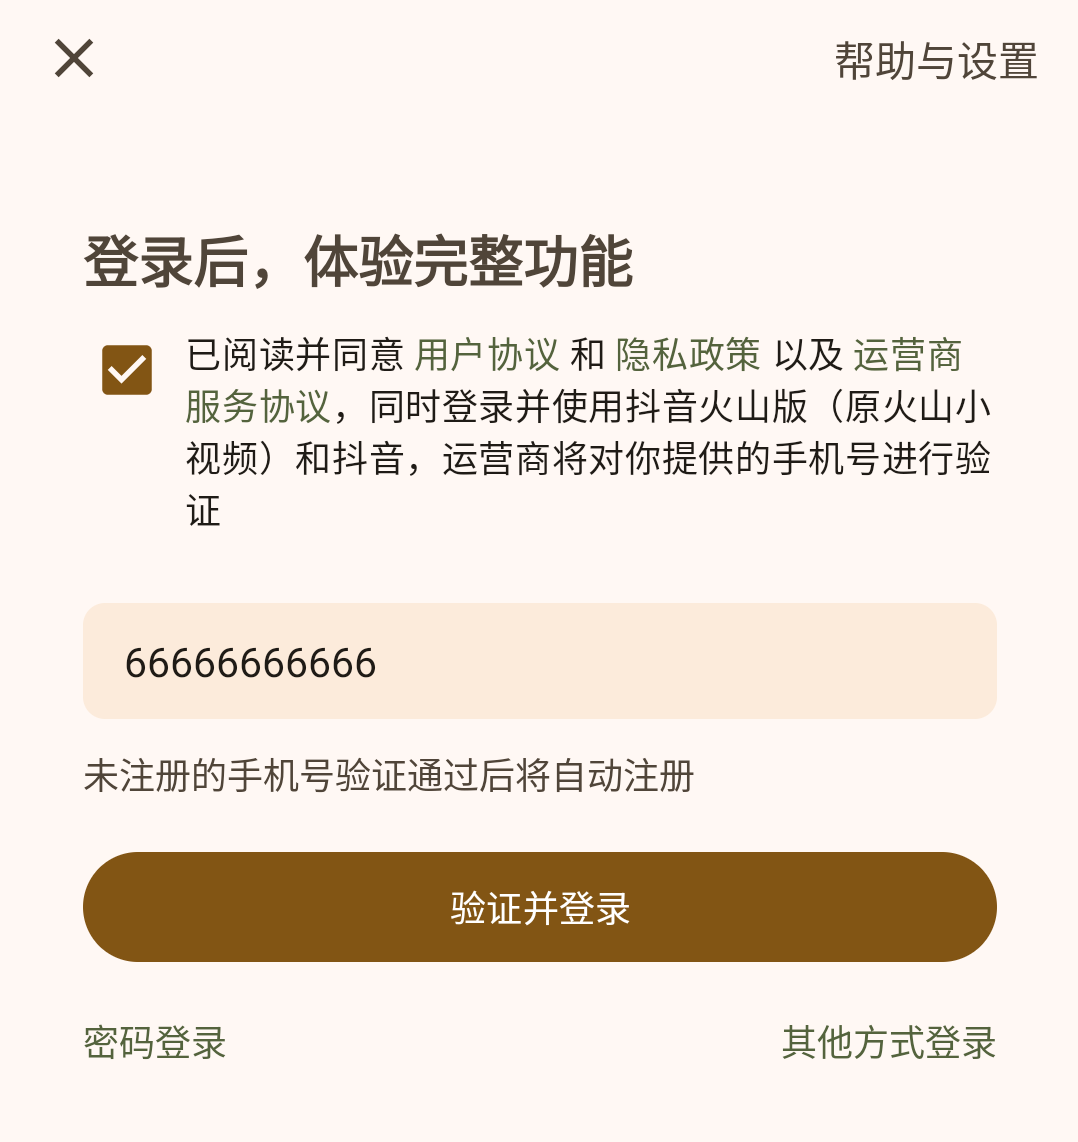 帮助与设置
登录后，体验完整功能
已阅读并同意 用户协议 和 隐私政策 以及 运营商
服务协议，同时登录并使用抖音火山版（原火山小
视频）和抖音，运营商将对你提供的手机号进行验
证
66666666666
未注册的手机号验证通过后将自动注册
验证并登录
密码登录
其他方式登录